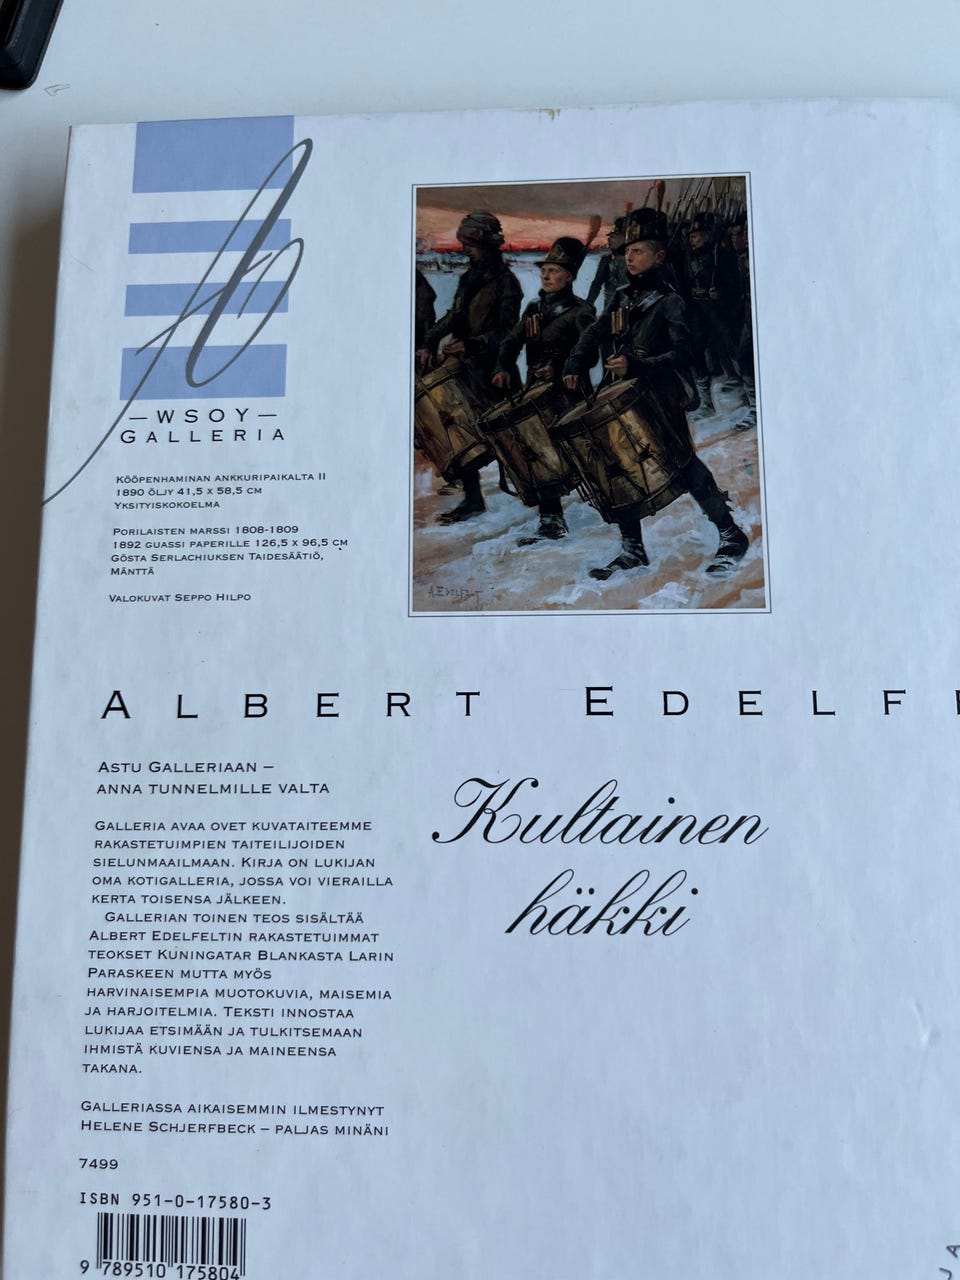 —WSOY—
GALLERIA
KÖÖPENHAMINAN ANKKURIPAIKALTA II
1890 ÖLJY 41,5 X 58,5 CM
YKSITYISKOKOELMA
PORILAISTEN MARSSI 1808-1809
1892 GUASSI PAPERILLE 126,5 X 96,5 CM
GÖSTA SERLACHIUKSEN TAIDESÄÄTIÖ,
MÄNTTÄ
VALOKUVAT SEPPO HILPO
A. EDELFELT
ALBERT EDELF
Kultainen
häkki
ASTU GALLERIAAN –
ANNA TUNNELMILLE VALTA
GALLERIA AVAA OVET KUVATAITEEMME
RAKASTETUIMPIEN TAITEILIJOIDEN
SIELUNMAAILMAAN. KIRJA ON LUKIJAN
OMA KOTIGALLERIA, JOSSA VOI VIERAILLA
KERTA TOISENSA JÄLKEEN.
GALLERIAN TOINEN TEOS SISÄLTÄÄ
ALBERT EDELFELTIN RAKASTETUIMMAT
TEOKSET KUNINGATAR BLANKASTA LARIN
PARASKEEN MUTTA MYÖS
HARVINAISEMPIA MUOTOKUVIA, MAISEMIA
JA HARJOITELMIA. TEKSTI INNOSTAA
LUKIJAA ETSIMÄÄN JA TULKITSEMAAN
IHMISTÄ KUVIENSA JA MAINEENSA
TAKANA.
GALLERIASSA AIKAISEMMIN ILMESTYNYT
HELENE SCHJERFBECK – PALJAS MINÄNI
7499
ISBN 951-0-17580-3
9 789510 175804